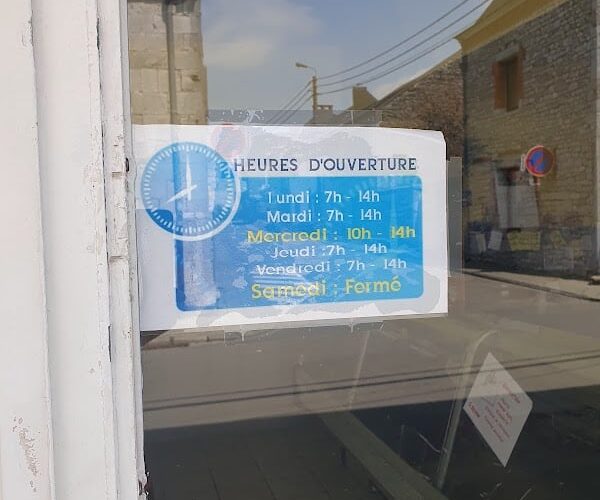 HEURES D'OUVERTURE
Lundi : 7h - 14h
Mardi : 7h - 14h
Mercredi : 10h - 14h
Jeudi :7h - 14h
Vendredi : 7h - 14h
Samedi : Fermé